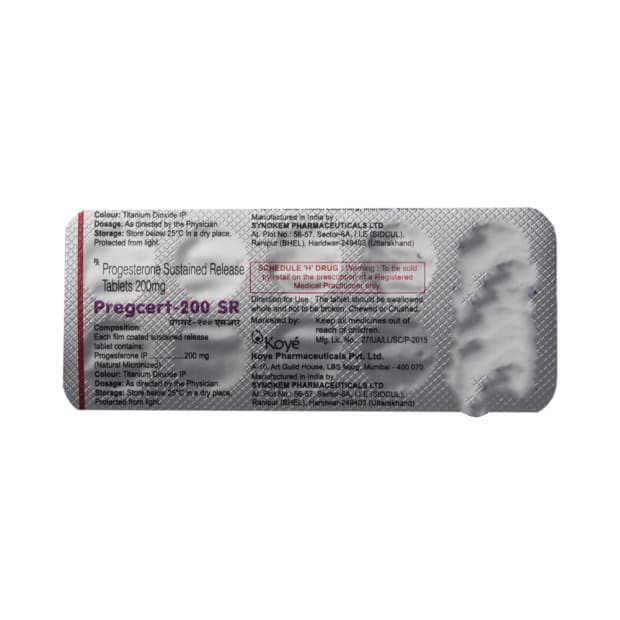 Colour: Titanium Dioxide IP
Dosage: As directed by the Physician.
Storage: Store below 25°C in a dry place,
Protected from light.
Rx
Progesterone Sustained Release
Tablets 200mg
Pregcert-200 SR
प्रेगसर्ट-२०० एसआर
Composition:
Each film coated sustained release
tablet contains:
Progesterone IP ..............200 mg
(Natural Micronized)
Colour: Titanium Dioxide IP
Dosage: As directed by the Physician.
Storage: Store below 25°C in a dry place,
Protected from light.
Manufactured in India by
SYNOKEM PHARMACEUTICALS LTD
At. Plot No.: 56-57, Sector-6A, I.I.E (SIDCUL),
Ranipur (BHEL), Haridwar-249403 (Uttarakhand)
SCHEDULE 'H' DRUG : Warning : To be sold
by retail on the prescription of a Registered
Medical Practitioner only.
Direction for Use : The tablet should be swallowed
whole and not to be broken, Chewed or Crushed.
Keep all medicines out of
reach of children.
Mfg. Lic. No.: 27/UA/LL/SC/P-2015
Marketed by:
Koyé
Koye Pharmaceuticals Pvt. Ltd.
A-10, Art Guild House, LBS Marg, Mumbai - 400 070
Manufactured in India by
SYNOKEM PHARMACEUTICALS LTD
At. Plot No.: 56-57, Sector-6A, I.I.E (SIDCUL),
Ranipur (BHEL), Haridwar-249403 (Uttarakhand)